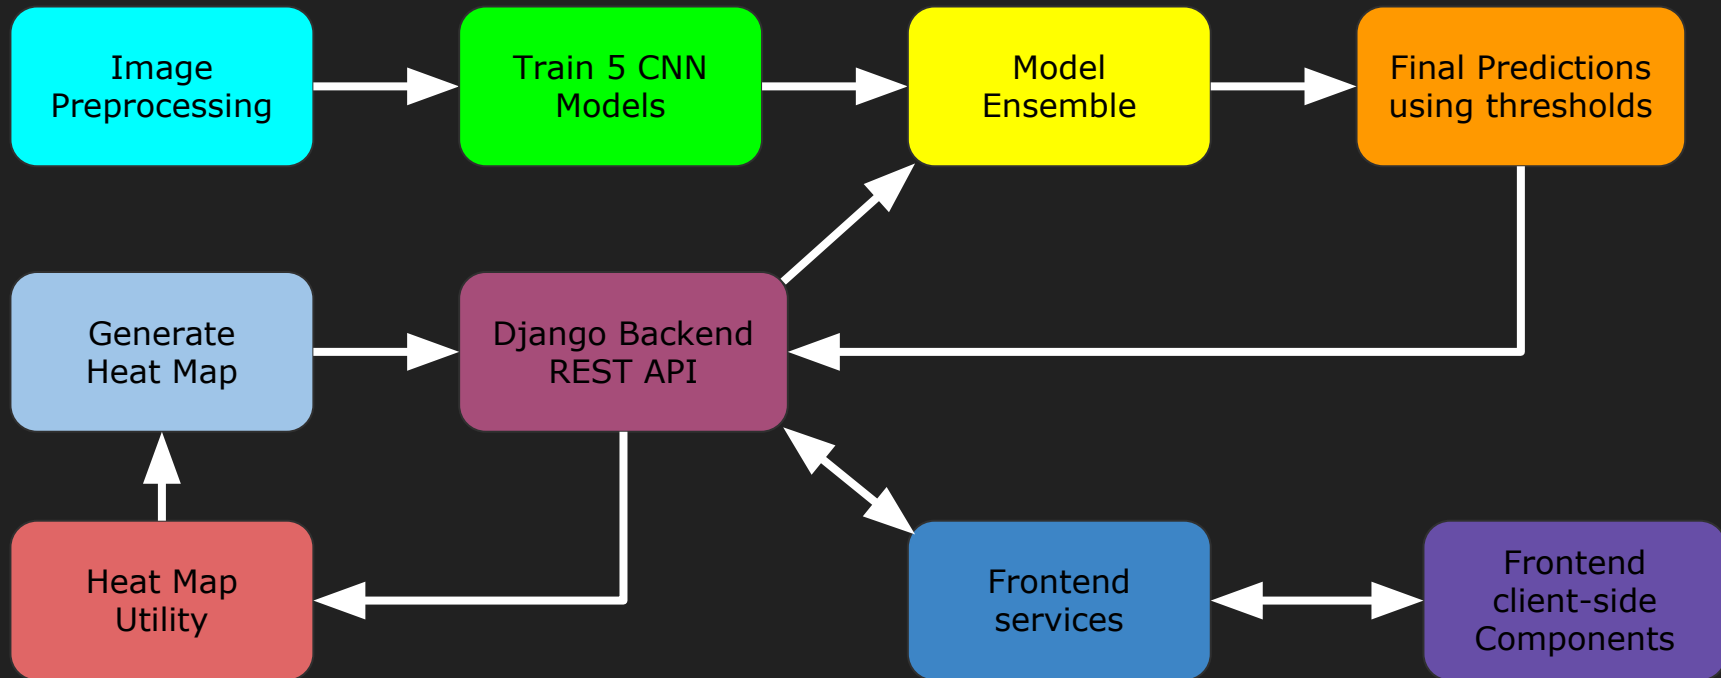 Image
Preprocessing
Train 5 CNN
Models
Model
Ensemble
Final Predictions
using thresholds
Generate
Heat Map
Django Backend
REST API
Heat Map
Utility
Frontend
services
Frontend
client-side
Components